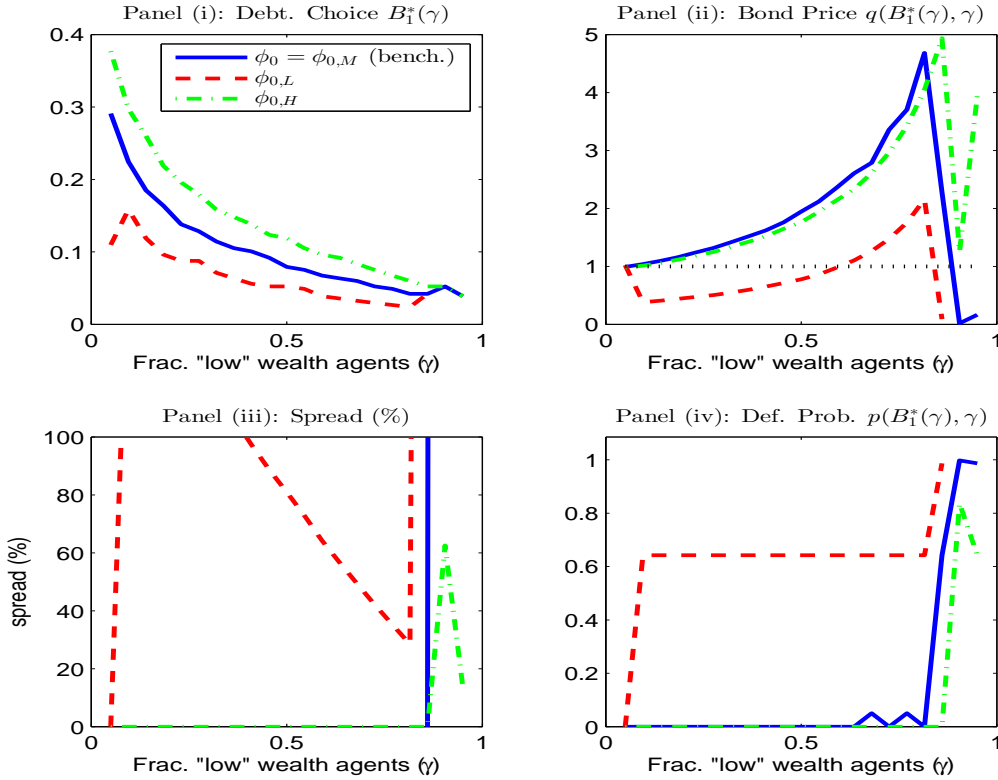 Panel (i): Debt. Choice B₁*(γ)
0.4
0.3
0.2
0.1
0
0
0.5
1
ϕ₀ = ϕ₀,M (bench.)
ϕ₀,L
ϕ₀,H
Frac. "low" wealth agents (γ)
Panel (ii): Bond Price q(B₁*(γ), γ)
5
4
3
2
1
0
0
0.5
1
Frac. "low" wealth agents (γ)
Panel (iii): Spread (%)
spread (%)
100
80
60
40
20
0
0
0.5
1
Frac. "low" wealth agents (γ)
Panel (iv): Def. Prob. p(B₁*(γ), γ)
1
0.8
0.6
0.4
0.2
0
0
0.5
1
Frac. "low" wealth agents (γ)